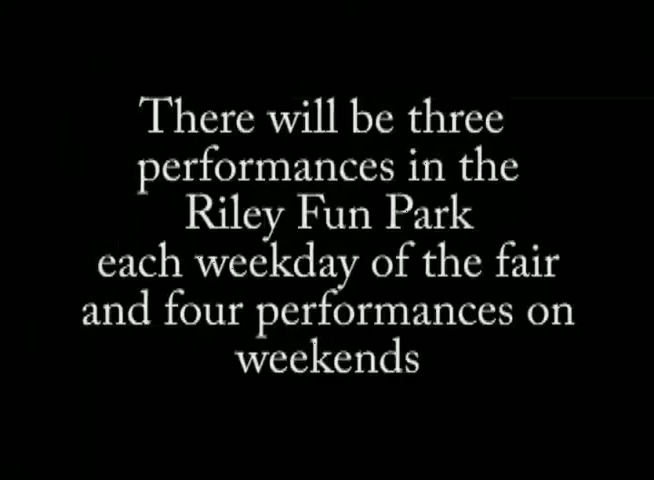 There will be three
performances in the
Riley Fun Park
each weekday of the fair
and four performances on
weekends